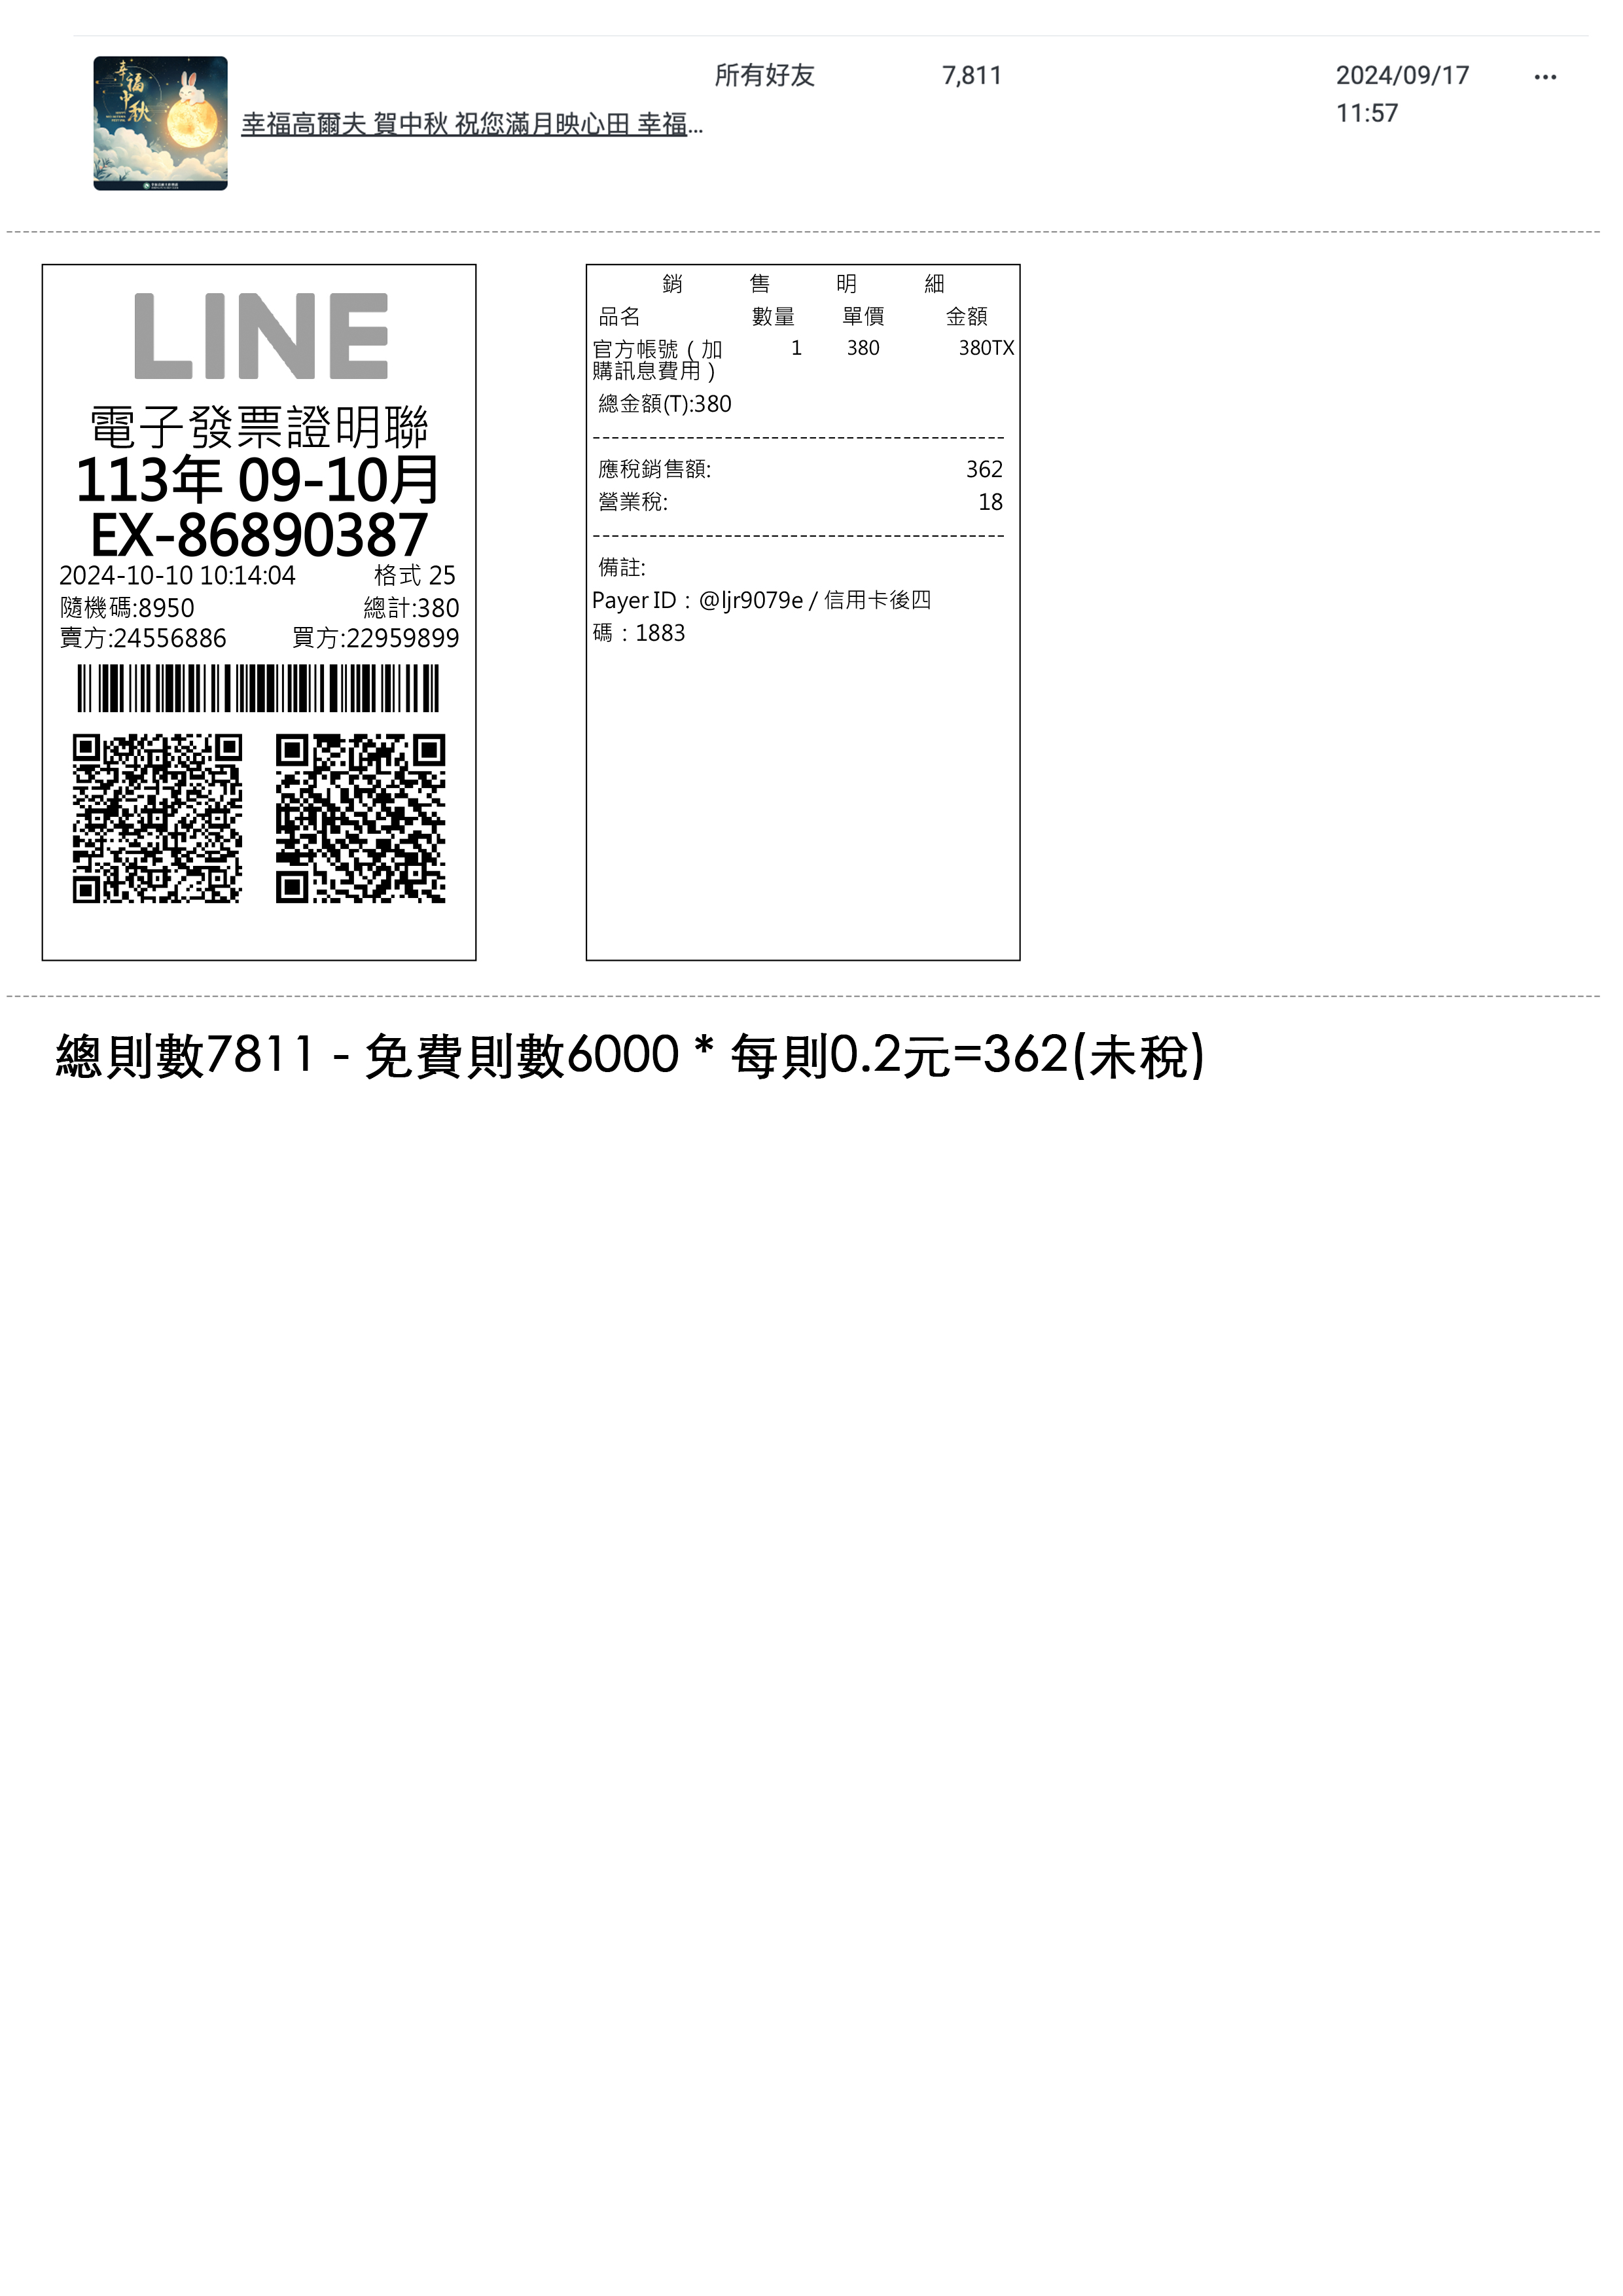 幸福中秋
所有好友 7,811 2024/09/17 ...
11:57
幸福高爾夫 賀中秋 祝您滿月映心田 幸福...
LINE
電子發票證明聯
113年 09-10月
EX-86890387
2024-10-10 10:14:04 格式 25
隨機碼:8950 總計:380
賣方:24556886 買方:22959899
銷 售 明 細
品名 數量 單價 金額
官方帳號 ( 加 1 380 380TX
購訊息費用 )
總金額(T):380
應稅銷售額: 362
營業稅: 18
備註:
Payer ID : @ljr9079e / 信用卡後四
碼 : 1883
總則數7811 - 免費則數6000 * 每則0.2元=362(未稅)